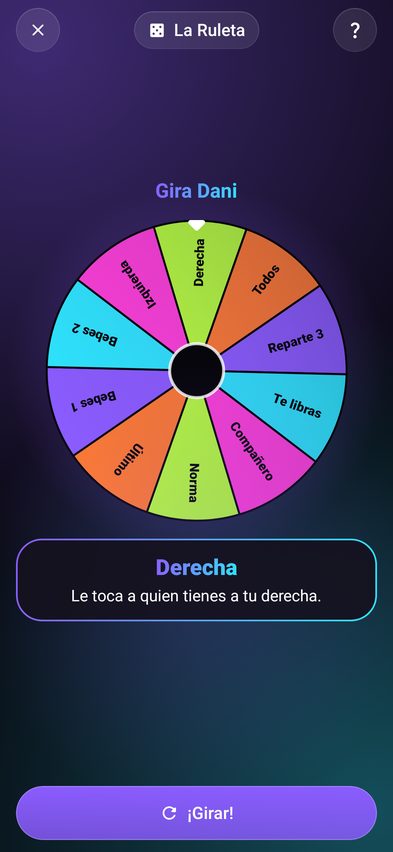 La Ruleta
?
Gira Dani
Derecha
Todos
Reparte 3
Te libras
Compañero
Norma
Último
Bebes 1
Bebes 2
Izquierda
Derecha
Le toca a quien tienes a tu derecha.
¡Girar!